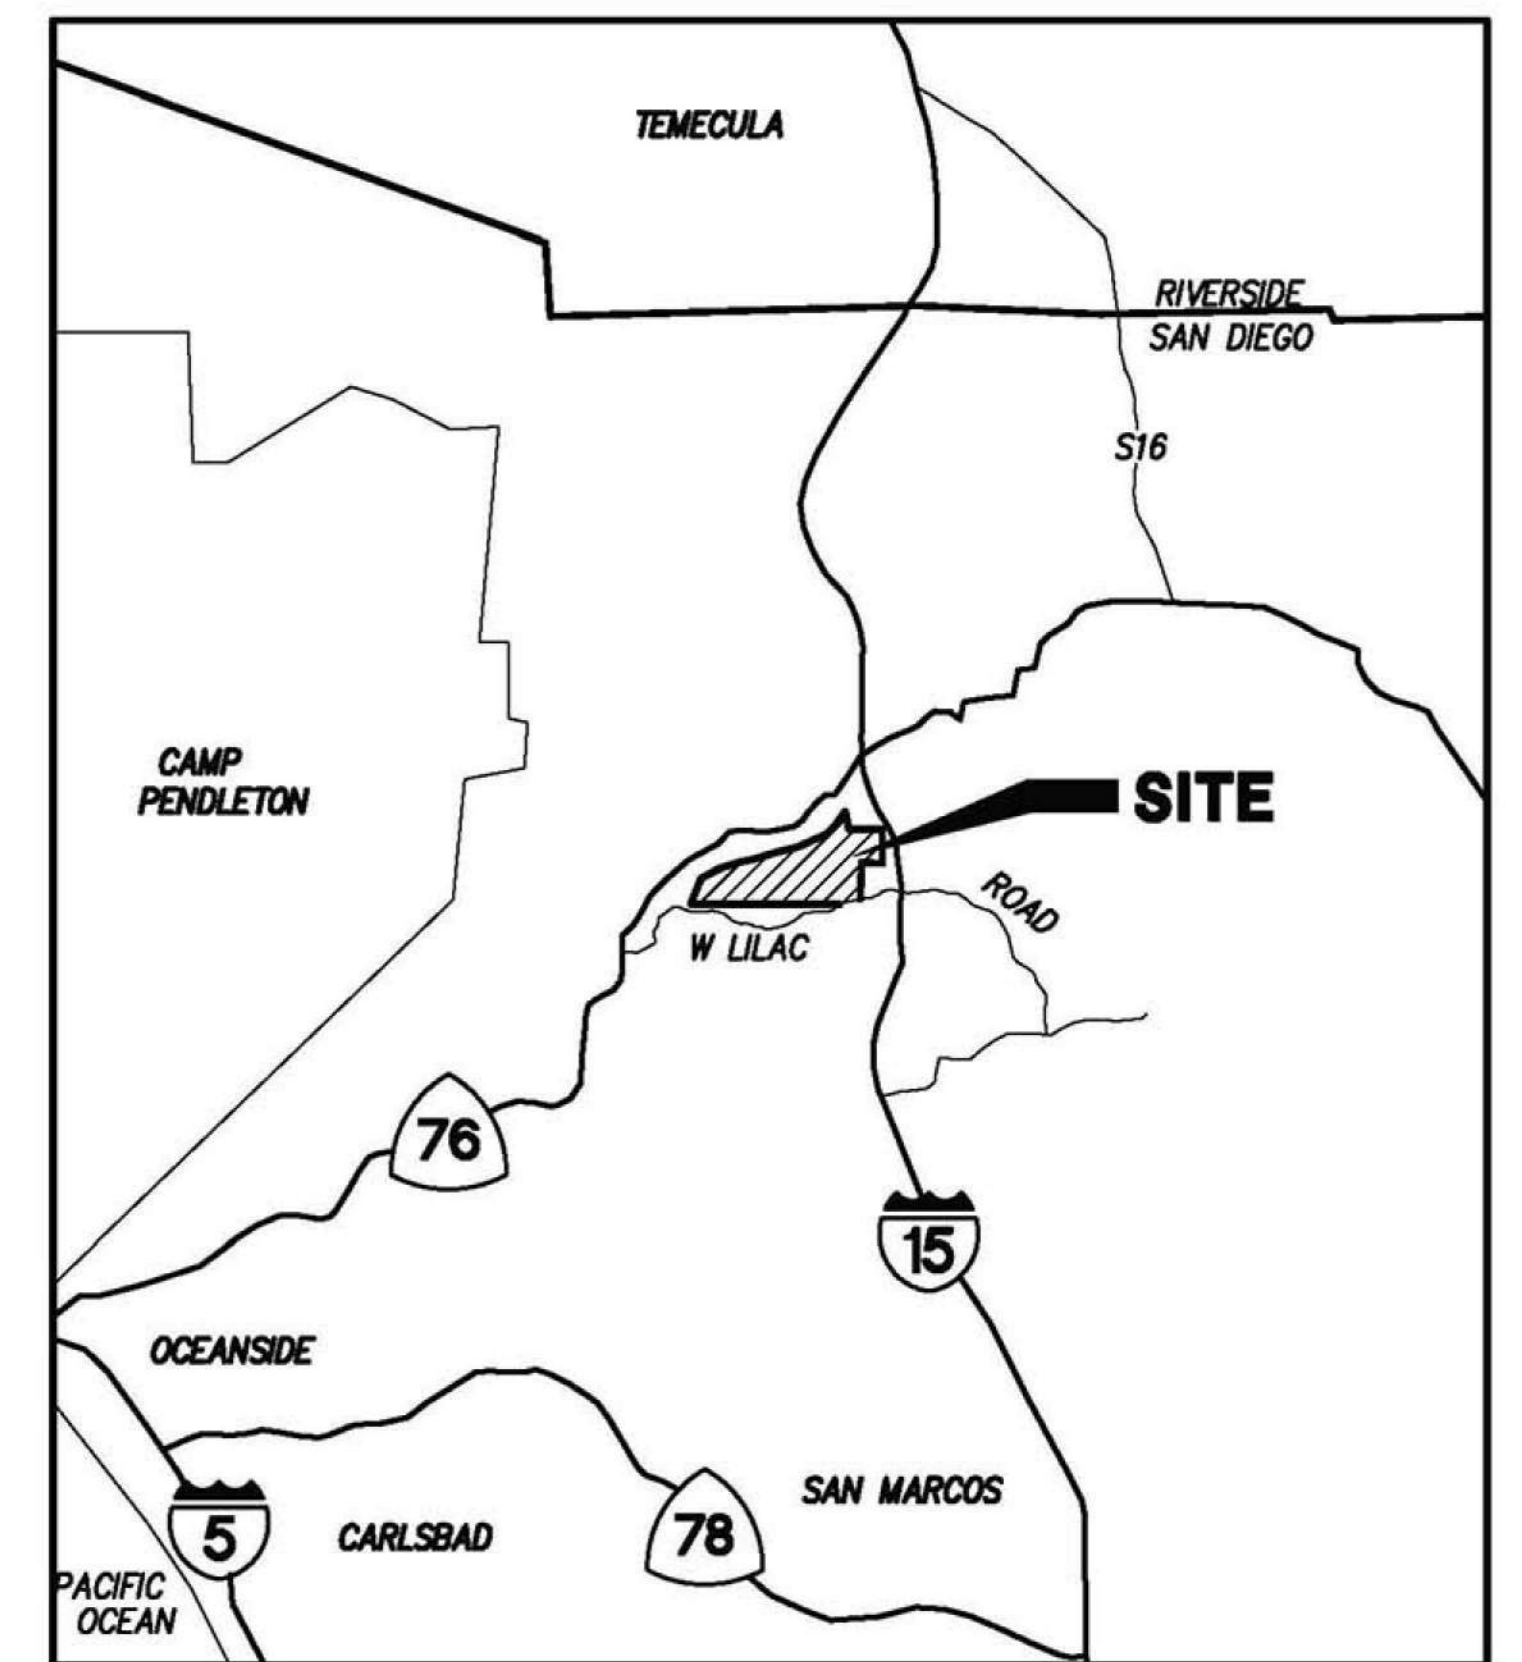 TEMECULA
RIVERSIDE
SAN DIEGO
S16
CAMP
PENDLETON
SITE
ROAD
W LILAC
76
15
OCEANSIDE
SAN MARCOS
5
CARLSBAD
78
PACIFIC
OCEAN